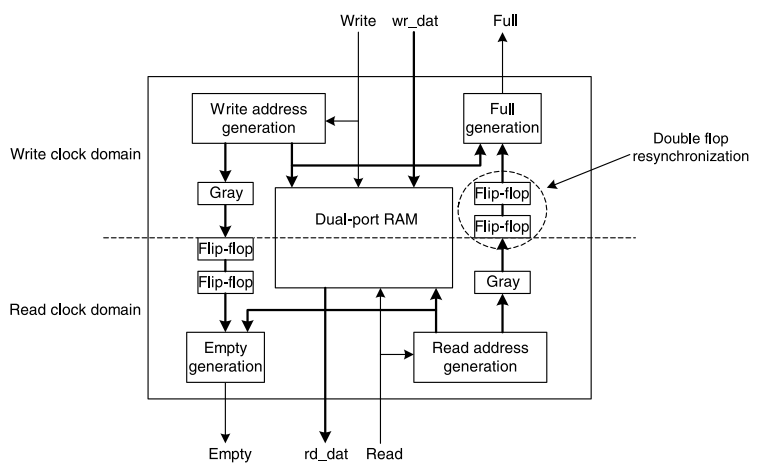 Write
wr_dat
Full
Write address
generation
Full
generation
Double flop
resynchronization
Write clock domain
Gray
Flip-flop
Dual-port RAM
Flip-flop
Flip-flop
Flip-flop
Gray
Read clock domain
Empty
generation
Read address
generation
Empty
rd_dat
Read